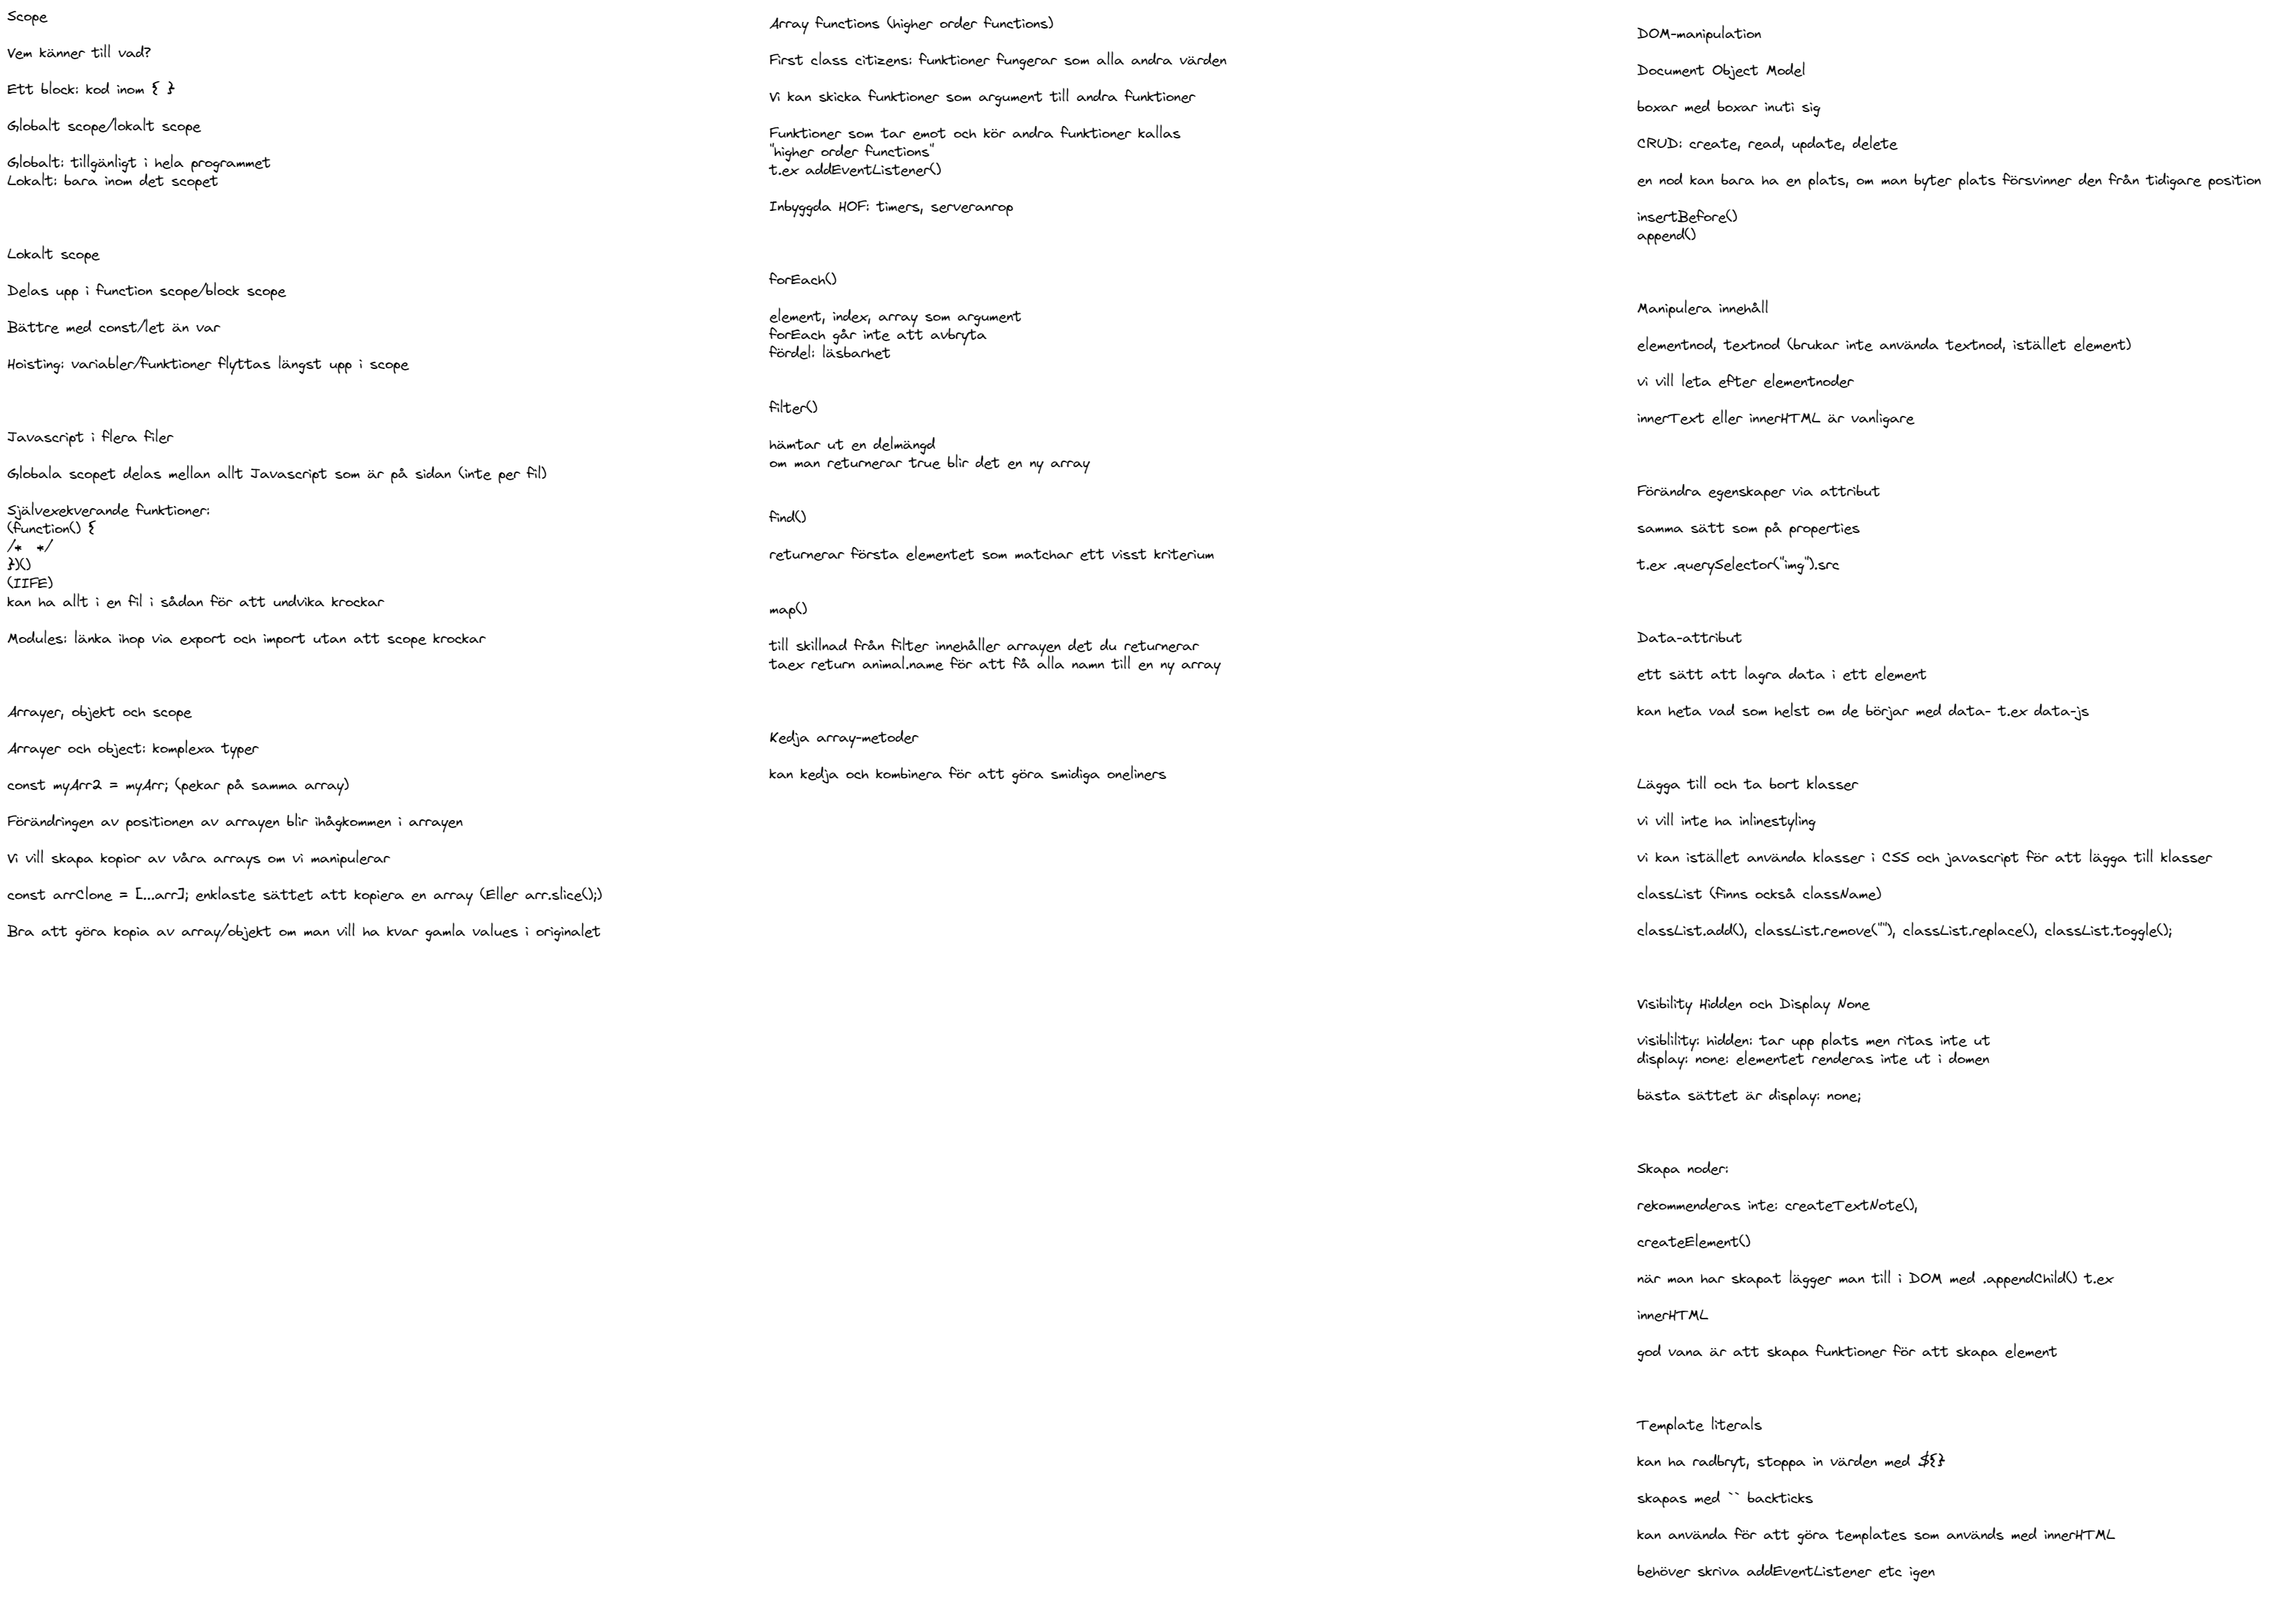 Scope
Vem känner till vad?
Ett block: kod inom { }
Globalt scope/lokalt scope
Globalt: tillgänligt i hela programmet
Lokalt: bara inom det scopet
Lokalt scope
Delas upp i function scope/block scope
Bättre med const/let än var
Hoisting: variabler/funktioner flyttas längst upp i scope
Javascript i flera filer
Globala scopet delas mellan allt Javascript som är på sidan (inte per fil)
Självexekverande funktioner:
(function() {
/* */
})()
(IIFE)
kan ha allt i en fil i sådan för att undvika krockar
Modules: länka ihop via export och import utan att scope krockar
Arrayer, objekt och scope
Arrayer och object: komplexa typer
const myArr2 = myArr; (pekar på samma array)
Förändringen av positionen av arrayen blir ihågkommen i arrayen
Vi vill skapa kopior av våra arrays om vi manipulerar
const arrClone = [...arr]; enklaste sättet att kopiera en array (Eller arr.slice();)
Bra att göra kopia av array/objekt om man vill ha kvar gamla values i originalet
Array functions (higher order functions)
First class citizens: funktioner fungerar som alla andra värden
Vi kan skicka funktioner som argument till andra funktioner
Funktioner som tar emot och kör andra funktioner kallas
"higher order functions"
t.ex addEventListener()
Inbyggda HOF: timers, serveranrop
forEach()
element, index, array som argument
forEach går inte att avbryta
fördel: läsbarhet
filter()
hämtar ut en delmängd
om man returnerar true blir det en ny array
find()
returnerar första elementet som matchar ett visst kriterium
map()
till skillnad från filter innehåller arrayen det du returnerar
taex return animal.name för att få alla namn till en ny array
Kedja array-metoder
kan kedja och kombinera för att göra smidiga oneliners
DOM-manipulation
Document Object Model
boxar med boxar inuti sig
CRUD: create, read, update, delete
en nod kan bara ha en plats, om man byter plats försvinner den från tidigare position
insertBefore()
append()
Manipulera innehåll
elementnod, textnod (brukar inte använda textnod, istället element)
vi vill leta efter elementnoder
innerText eller innerHTML är vanligare
Förändra egenskaper via attribut
samma sätt som på properties
t.ex .querySelector("img").src
Data-attribut
ett sätt att lagra data i ett element
kan heta vad som helst om de börjar med data- t.ex data-js
Lägga till och ta bort klasser
vi vill inte ha inlinestyling
vi kan istället använda klasser i CSS och javascript för att lägga till klasser
classList (finns också className)
classList.add(), classList.remove(""), classList.replace(), classList.toggle();
Visibility Hidden och Display None
visiblility: hidden: tar upp plats men ritas inte ut
display: none: elementet renderas inte ut i domen
bästa sättet är display: none;
Skapa noder:
rekommenderas inte: createTextNote(),
createElement()
när man har skapat lägger man till i DOM med .appendChild() t.ex
innerHTML
god vana är att skapa funktioner för att skapa element
Template literals
kan ha radbryt, stoppa in värden med ${}
skapas med `` backticks
kan använda för att göra templates som används med innerHTML
behöver skriva addEventListener etc igen